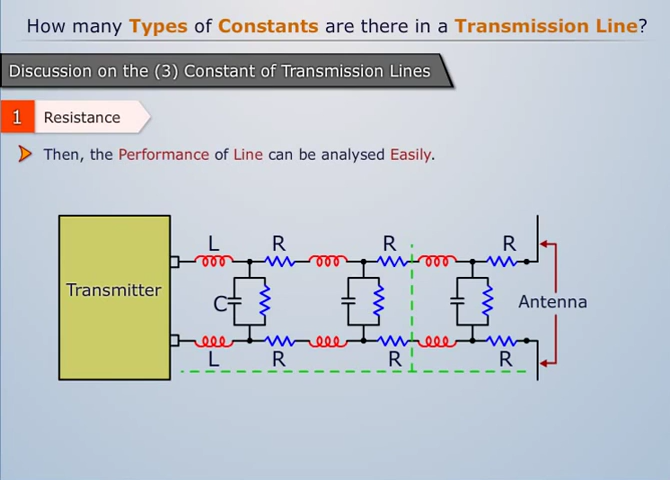 How many Types of Constants are there in a Transmission Line?
Discussion on the (3) Constant of Transmission Lines
1 Resistance
Then, the Performance of Line can be analysed Easily.
L R R R
Transmitter
C
Antenna
L R R R